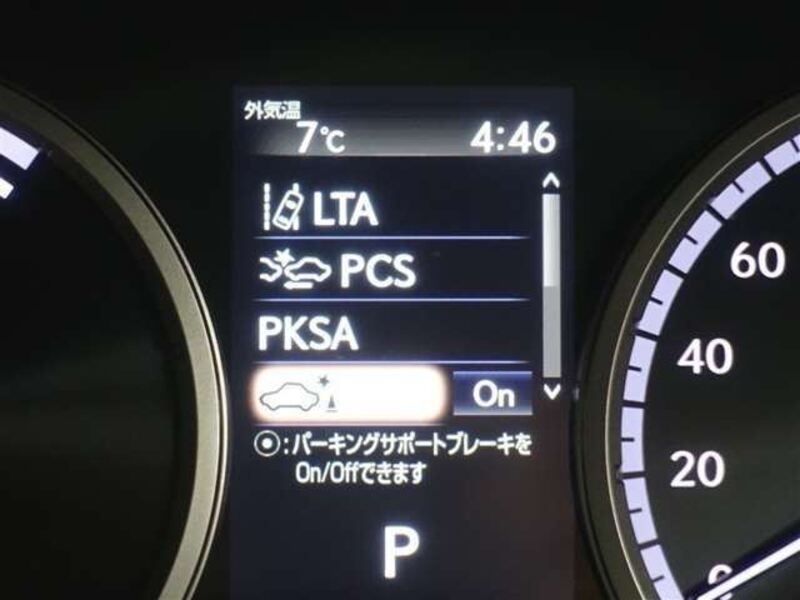 外気温
7℃ 4:46
LTA
PCS
PKSA
On
⦿:パーキングサポートブレーキを
On/Offできます
P
60
40
20
0